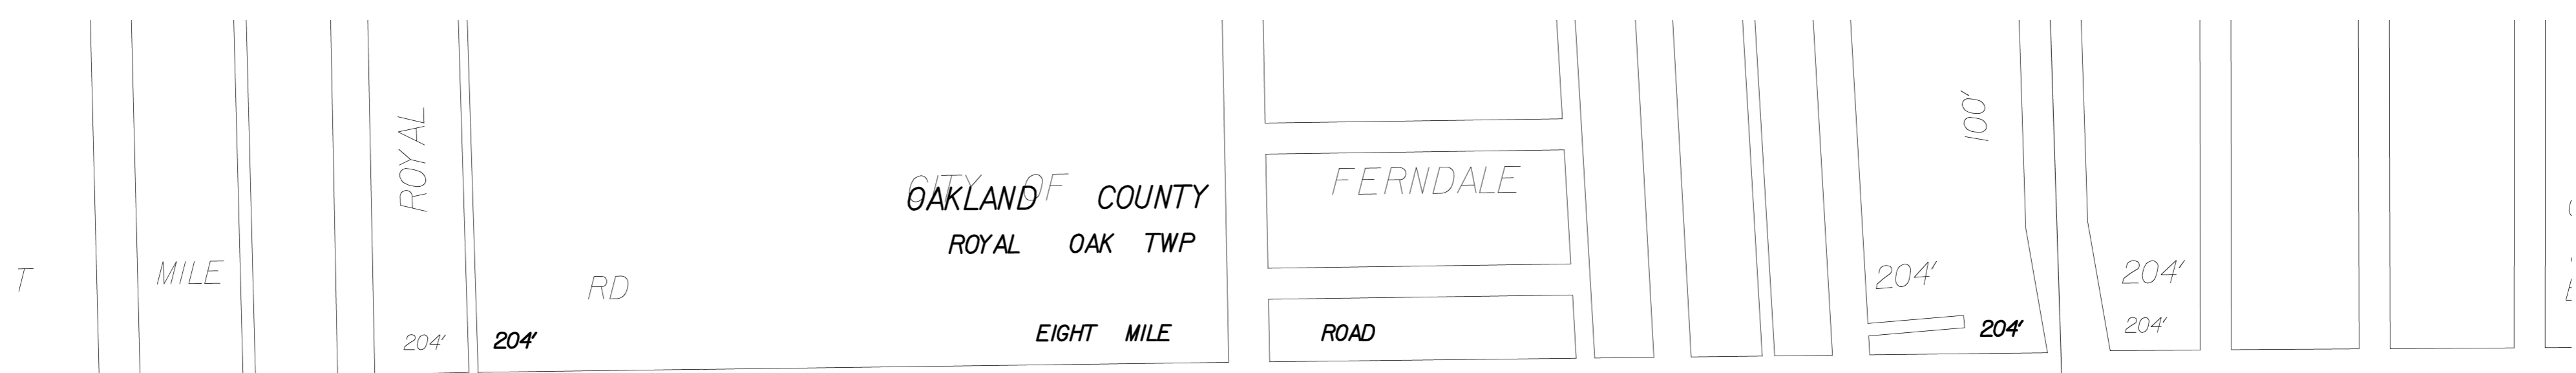 100'
ROYAL
CITY OF FERNDALE
OAKLAND COUNTY
ROYAL OAK TWP
T MILE RD
204' 204'
EIGHT MILE ROAD
204' 204' 204' 204'